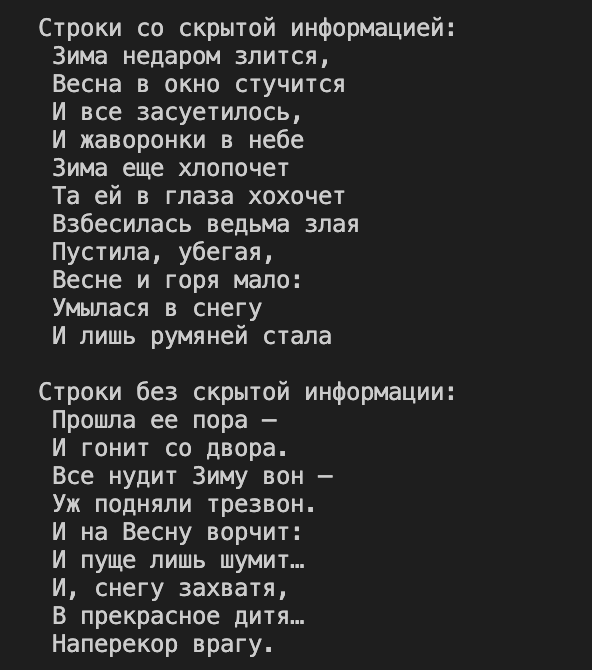 Строки со скрытой информацией:
Зима недаром злится,
Весна в окно стучится
И все засуетилось,
И жаворонки в небе
Зима еще хлопочет
Та ей в глаза хохочет
Взбесилась ведьма злая
Пустила, убегая,
Весне и горя мало:
Умылася в снегу
И лишь румяней стала
Строки без скрытой информации:
Прошла ее пора —
И гонит со двора.
Все нудит Зиму вон —
Уж подняли трезвон.
И на Весну ворчит:
И пуще лишь шумит…
И, снегу захватя,
В прекрасное дитя…
Наперекор врагу.